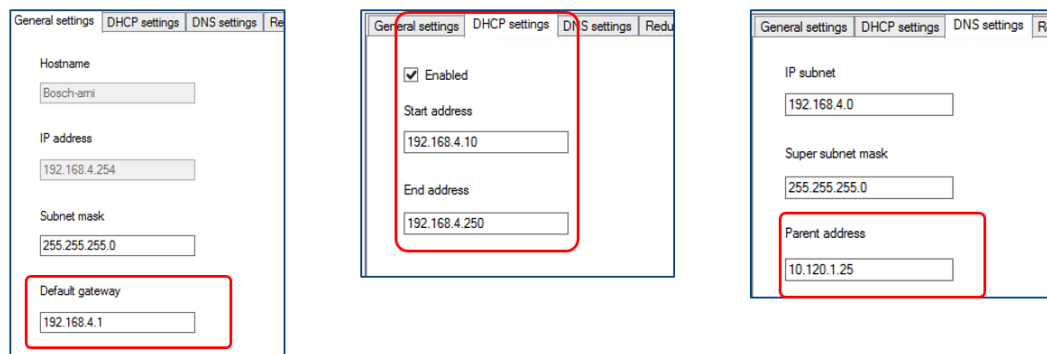 General settings DHCP settings DNS settings Re
Hostname
Bosch-ami
IP address
192.168.4.254
Subnet mask
255.255.255.0
Default gateway
192.168.4.1
General settings DHCP settings DNS settings Redu
Enabled
Start address
192.168.4.10
End address
192.168.4.250
General settings DHCP settings DNS settings R
IP subnet
192.168.4.0
Super subnet mask
255.255.255.0
Parent address
10.120.1.25